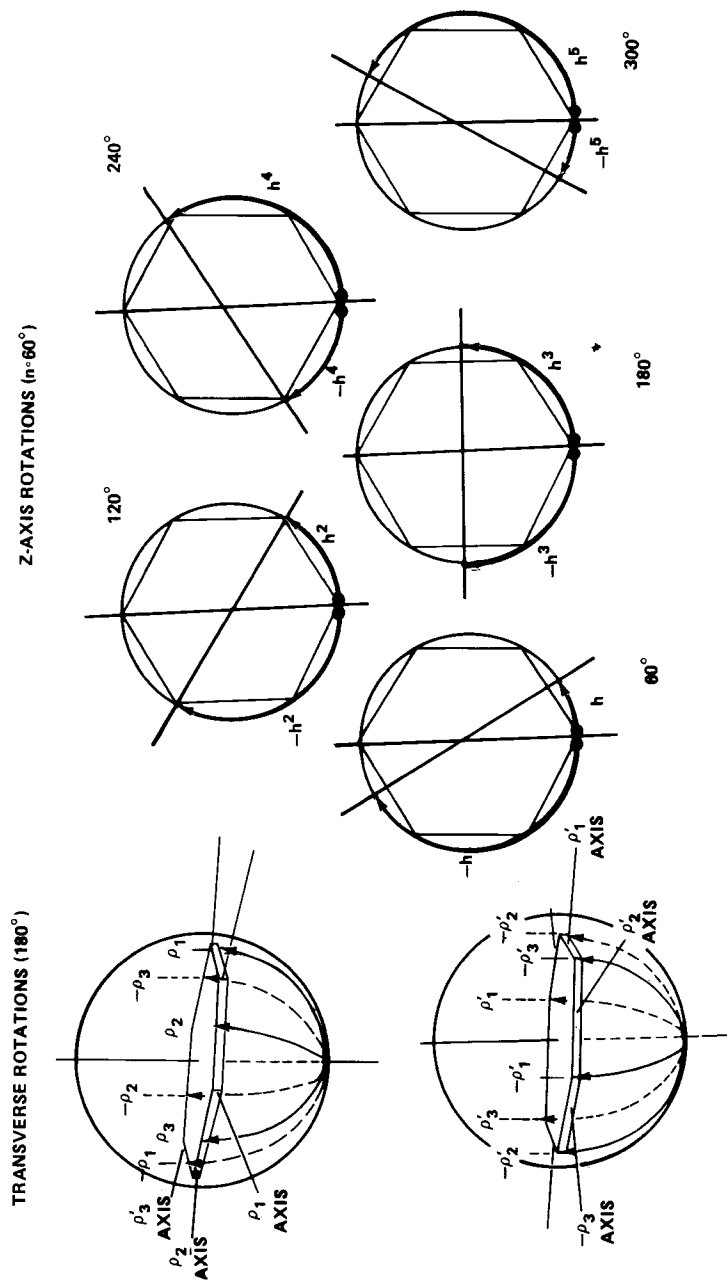 TRANSVERSE ROTATIONS (180°)
-ρ₁
ρ₃
-ρ₂
ρ₂
-ρ₃
ρ₁
ρ'₃
AXIS
ρ₂
AXIS
ρ₁
AXIS
-ρ'₂
ρ'₃
-ρ'₁
ρ'₁
-ρ'₃
-ρ'₂
ρ'₁
AXIS
ρ'₂
AXIS
-ρ₃
AXIS
Z-AXIS ROTATIONS (n·60°)
120°
-h²
h²
240°
-h⁴
h⁴
-h
h
60°
-h³
h³
180°
-h⁵
h⁵
300°